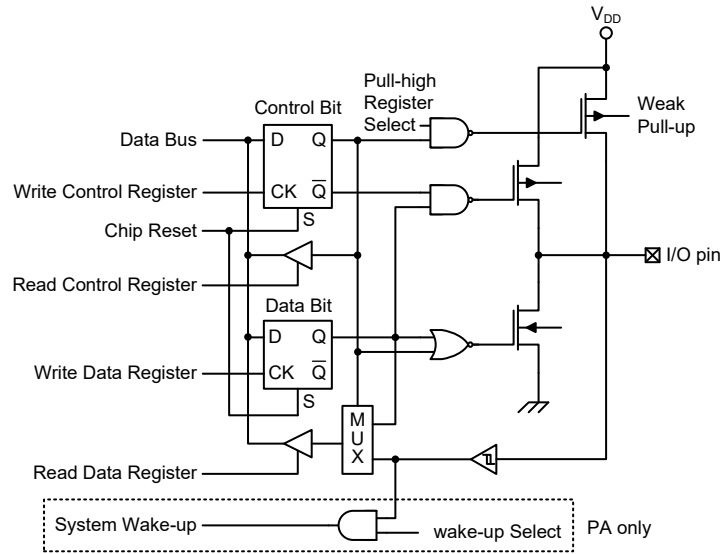 V_DD
Pull-high
Register
Select
Weak
Pull-up
Control Bit
Data Bus
D Q
Write Control Register
CK Q̅
S
Chip Reset
I/O pin
Read Control Register
Data Bit
D Q
Write Data Register
CK Q̅
S
M
U
X
Read Data Register
System Wake-up
wake-up Select
PA only